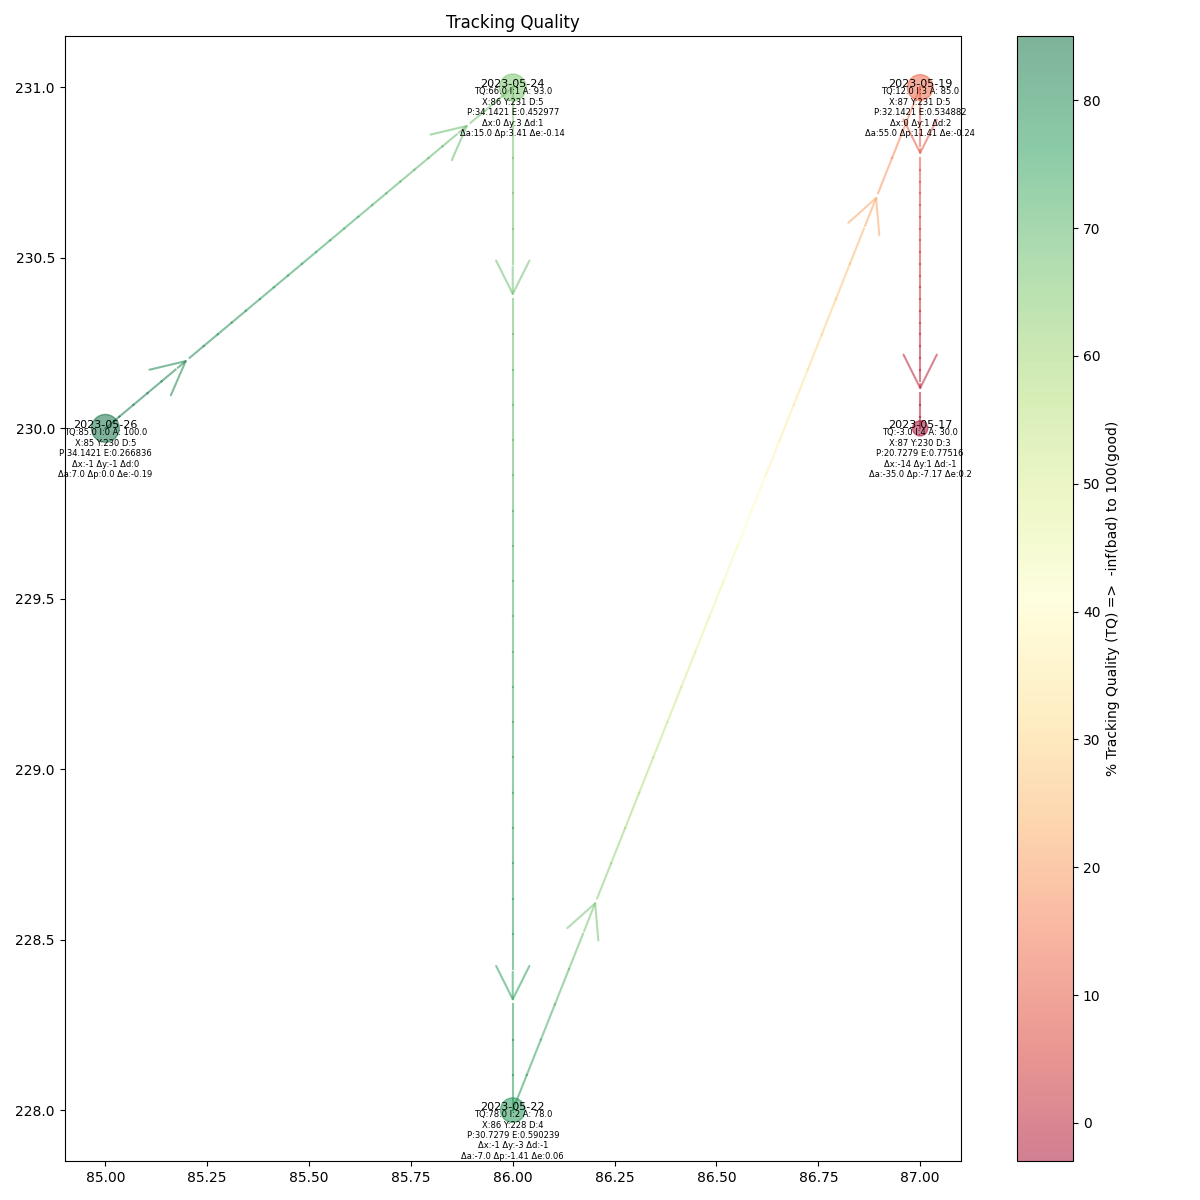 Tracking Quality
231.0
230.5
230.0
229.5
229.0
228.5
228.0
2023-05-24
TQ:66.0 I:1 A: 93.0
X:86 Y:231 D:5
P:34.1421 E:0.452977
Δx:0 Δy:3 Δd:1
Δa:15.0 Δp:3.41 Δe:-0.14
2023-05-19
TQ:12.0 I:3 A: 85.0
X:87 Y:231 D:5
P:32.1421 E:0.534882
Δx:0 Δy:1 Δd:2
Δa:55.0 Δp:11.41 Δe:-0.24
2023-05-26
TQ:85.0 I:0 A: 100.0
X:85 Y:230 D:5
P:34.1421 E:0.266836
Δx:-1 Δy:-1 Δd:0
Δa:7.0 Δp:0.0 Δe:-0.19
2023-05-17
TQ:-3.0 I:4 A: 30.0
X:87 Y:230 D:3
P:20.7279 E:0.77516
Δx:-14 Δy:1 Δd:-1
Δa:-35.0 Δp:-7.17 Δe:0.2
2023-05-22
TQ:78.0 I:2 A: 78.0
X:86 Y:228 D:4
P:30.7279 E:0.590239
Δx:-1 Δy:-3 Δd:-1
Δa:-7.0 Δp:-1.41 Δe:0.06
85.00 85.25 85.50 85.75 86.00 86.25 86.50 86.75 87.00
80
70
60
50
40
30
20
10
0
% Tracking Quality (TQ) =>  -inf(bad) to 100(good)